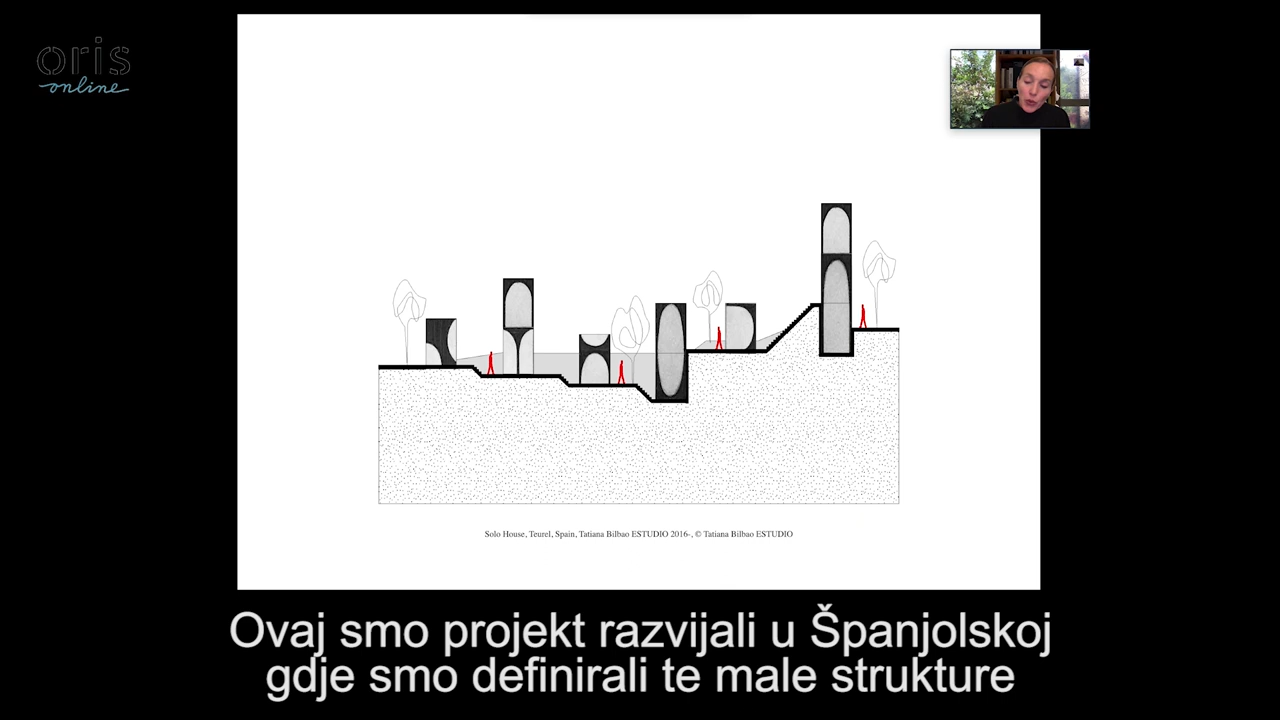 oris
online
Solo House, Teurel, Spain, Tatiana Bilbao ESTUDIO 2016-, © Tatiana Bilbao ESTUDIO
Ovaj smo projekt razvijali u Španjolskoj
gdje smo definirali te male strukture